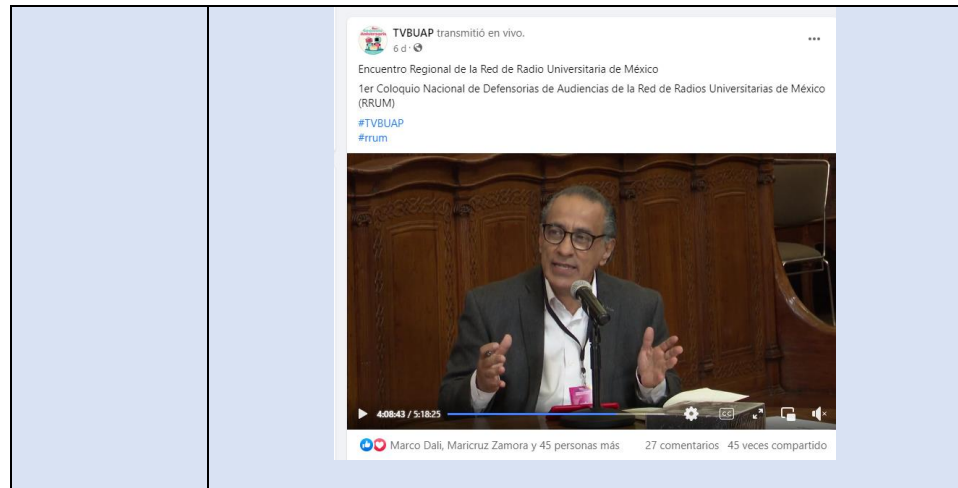 TVBUAP transmitió en vivo.
6 d ·
Encuentro Regional de la Red de Radio Universitaria de México
1er Coloquio Nacional de Defensorias de Audiencias de la Red de Radios Universitarias de México
(RRUM)
#TVBUAP
#rrum
4:08:43 / 5:18:25
CC
Marco Dali, Maricruz Zamora y 45 personas más 27 comentarios 45 veces compartido